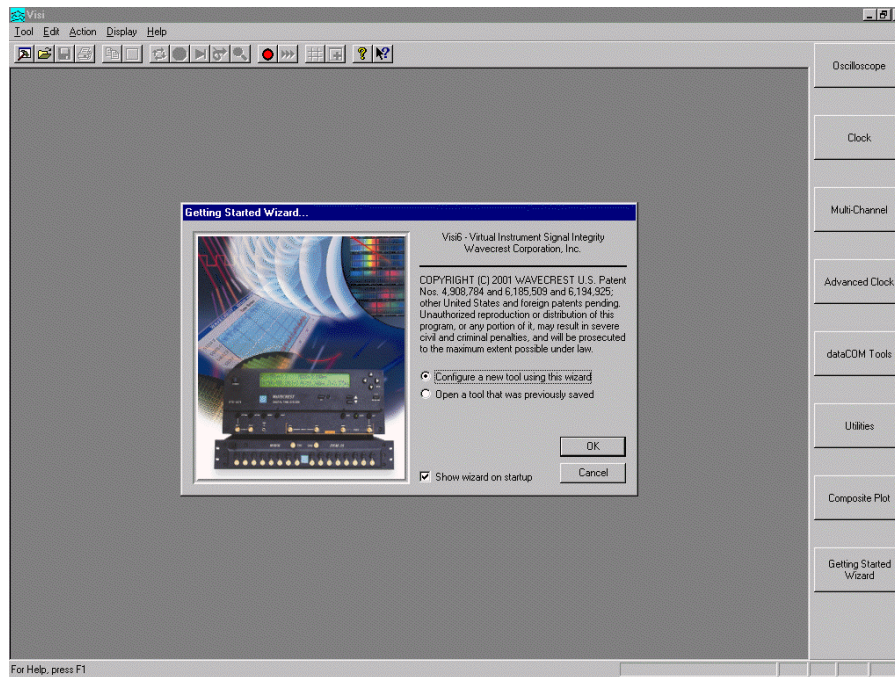 Visi
Tool Edit Action Display Help
Oscilloscope
Clock
Multi-Channel
Advanced Clock
dataCOM Tools
Utilities
Composite Plot
Getting Started
Wizard
Getting Started Wizard...
Visi6 - Virtual Instrument Signal Integrity
Wavecrest Corporation, Inc.
COPYRIGHT (C) 2001 WAVECREST U.S. Patent
Nos. 4,908,784 and 6,185,509 and 6,194,925;
other United States and foreign patents pending.
Unauthorized reproduction or distribution of this
program, or any portion of it, may result in severe
civil and criminal penalties, and will be prosecuted
to the maximum extent possible under law.
Configure a new tool using this wizard
Open a tool that was previously saved
OK
Show wizard on startup
Cancel
For Help, press F1